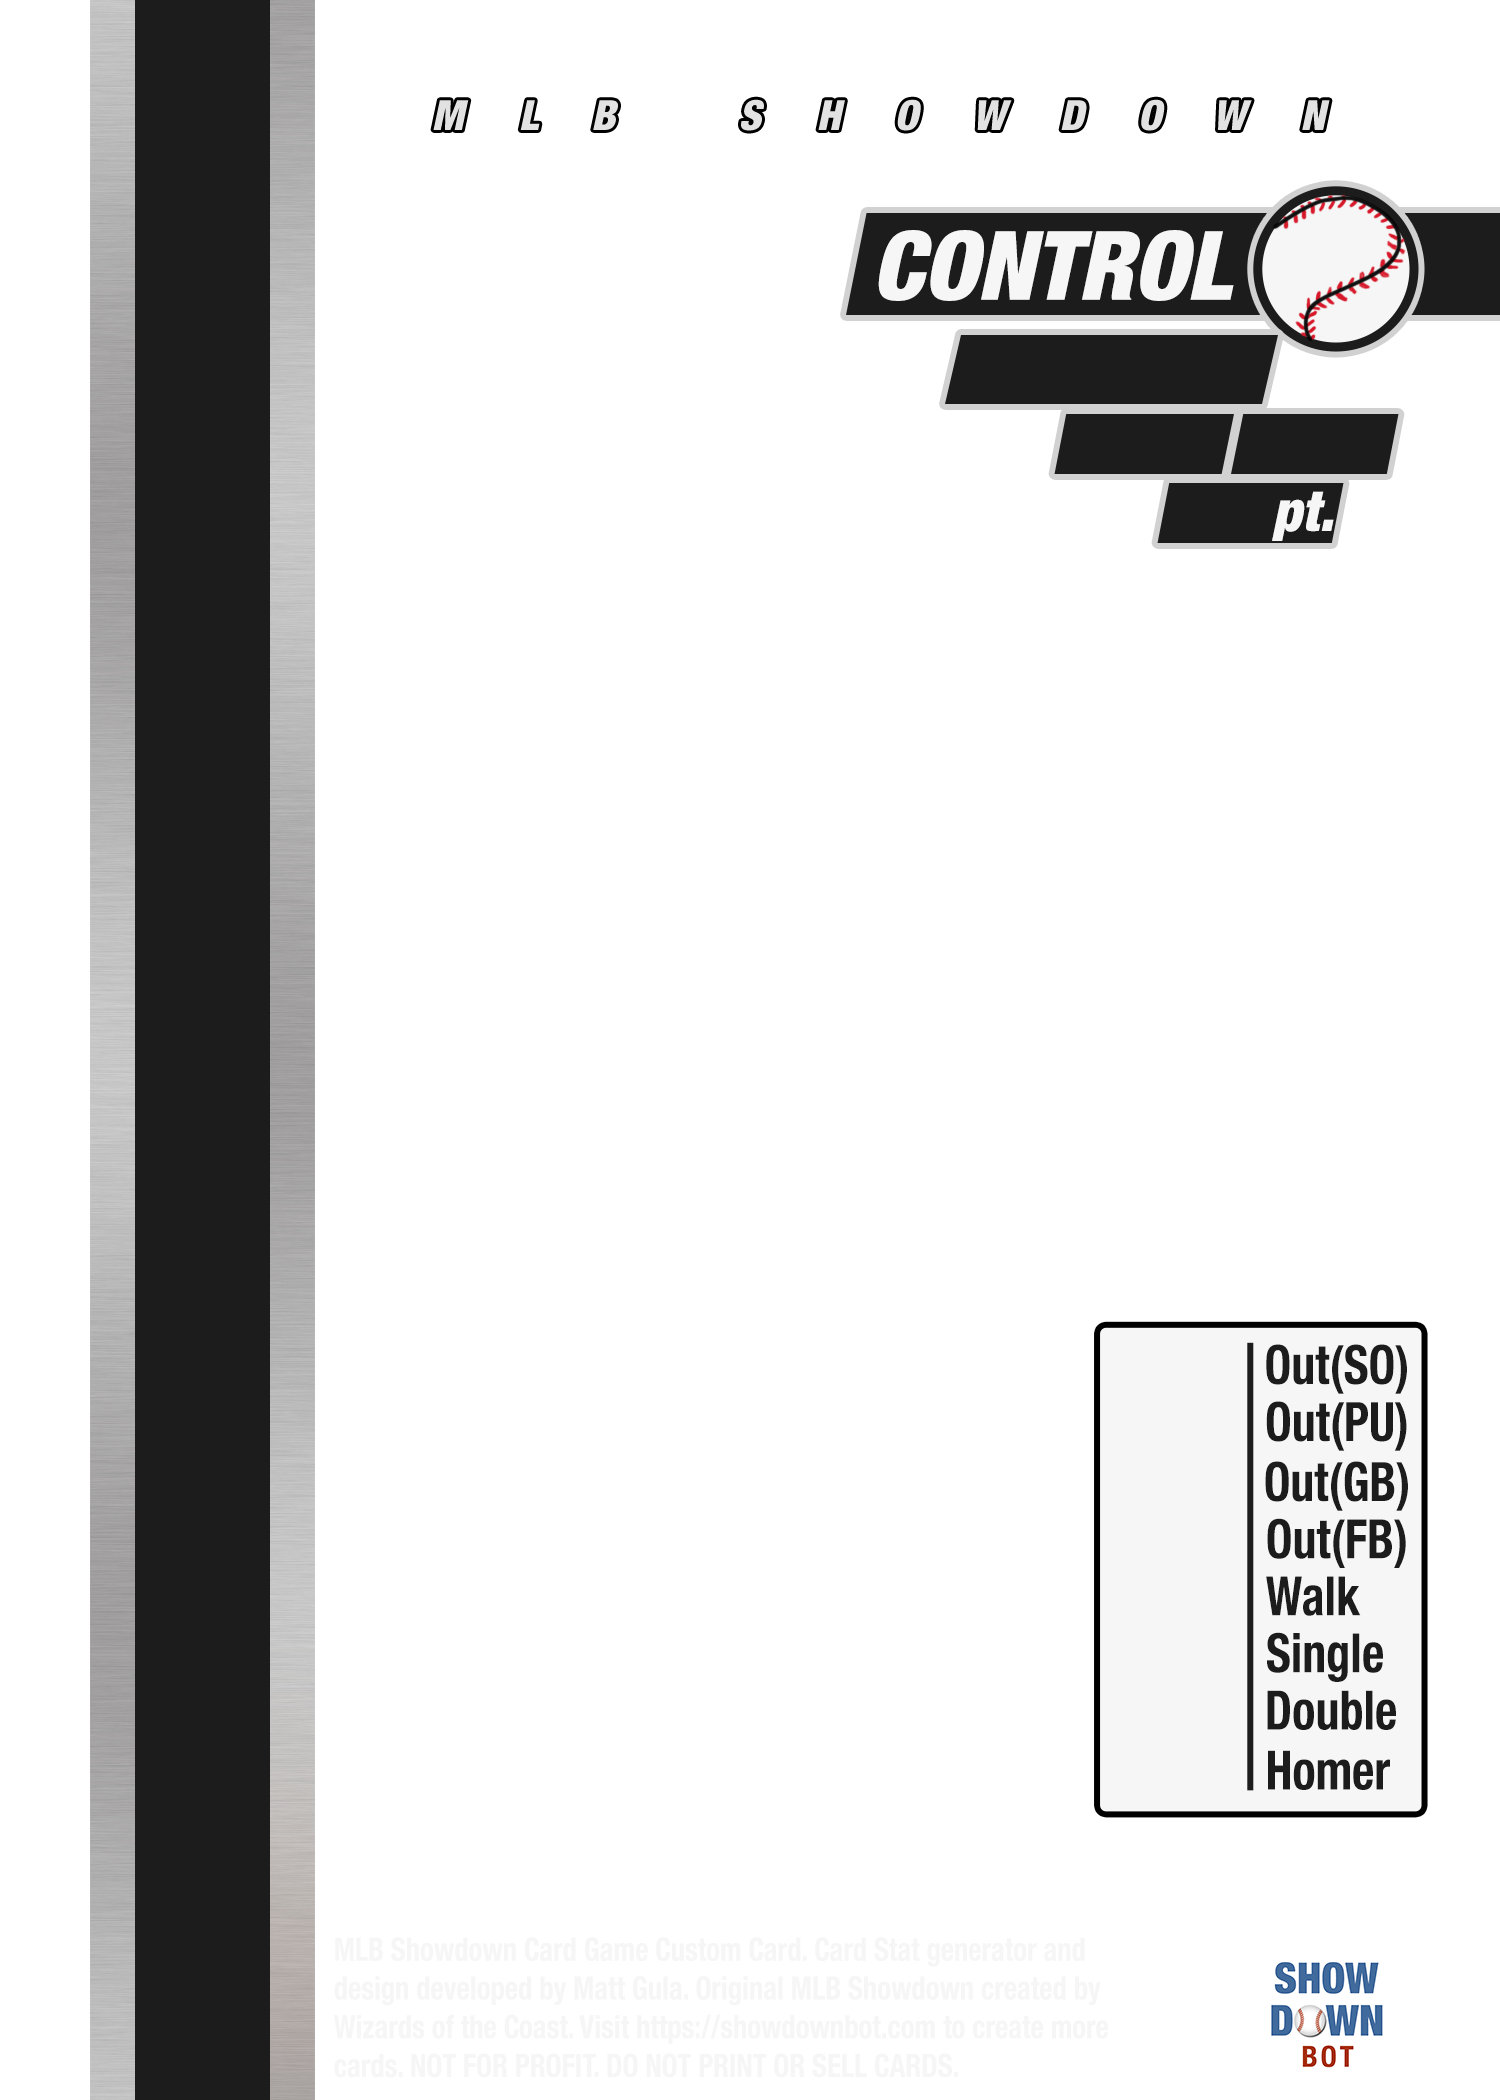 MLB SHOWDOWN
CONTROL
pt.
Out(SO)
Out(PU)
Out(GB)
Out(FB)
Walk
Single
Double
Homer
MLB Showdown Card Game Custom Card. Card Stat generator and
design developed by Matt Gula. Original MLB Showdown created by
Wizards of the Coast. Visit https://showdownbot.com to create more
cards. NOT FOR PROFIT. DO NOT PRINT OR SELL CARDS.
SHOW
DOWN
BOT